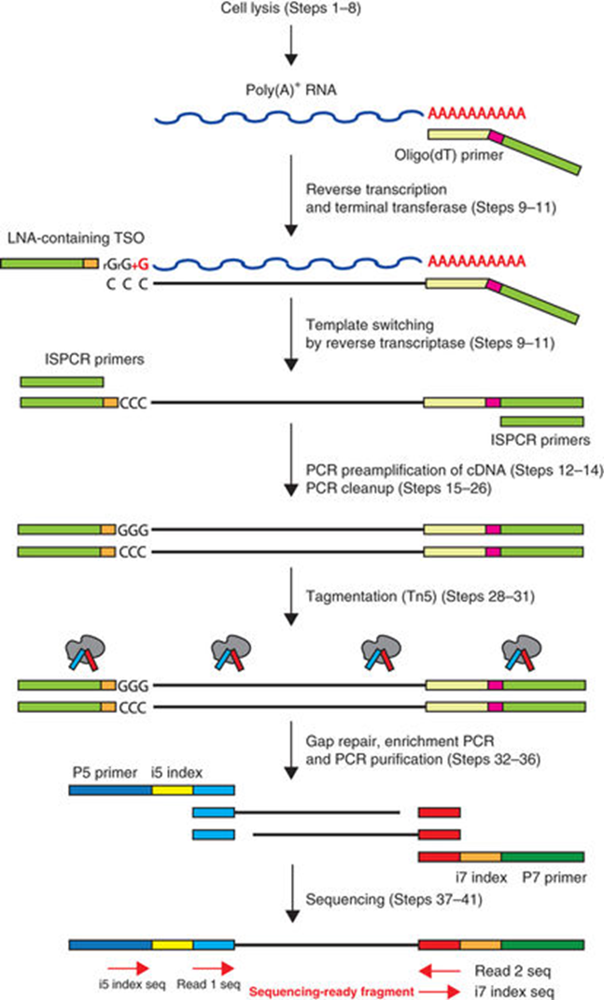 Cell lysis (Steps 1–8)
Poly(A)⁺ RNA
AAAAAAAAAA
Oligo(dT) primer
Reverse transcription
and terminal transferase (Steps 9–11)
LNA-containing TSO
rGrG+G
AAAAAAAAAA
C C C
Template switching
by reverse transcriptase (Steps 9–11)
ISPCR primers
CCC
ISPCR primers
PCR preamplification of cDNA (Steps 12–14)
PCR cleanup (Steps 15–26)
GGG
CCC
Tagmentation (Tn5) (Steps 28–31)
GGG
CCC
Gap repair, enrichment PCR
and PCR purification (Steps 32–36)
P5 primer i5 index
i7 index P7 primer
Sequencing (Steps 37–41)
i5 index seq Read 1 seq
Read 2 seq
Sequencing-ready fragment
i7 index seq